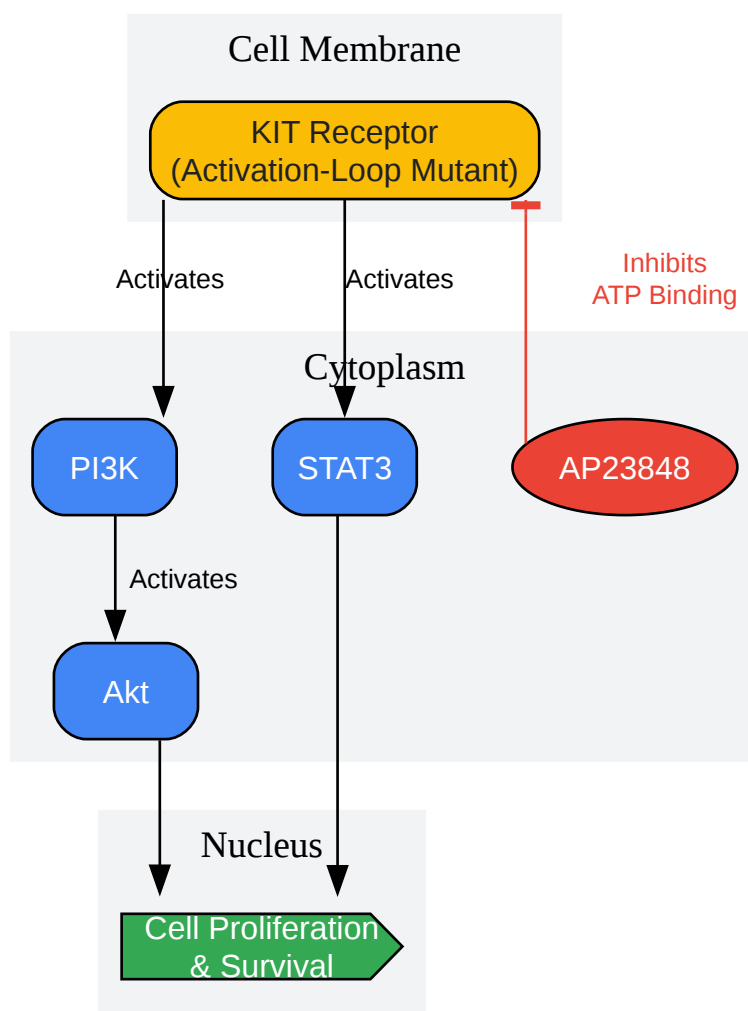 Cell Membrane
KIT Receptor
(Activation-Loop Mutant)
Activates
Activates
Inhibits
ATP Binding
Cytoplasm
PI3K
STAT3
AP23848
Activates
Akt
Nucleus
Cell Proliferation
& Survival